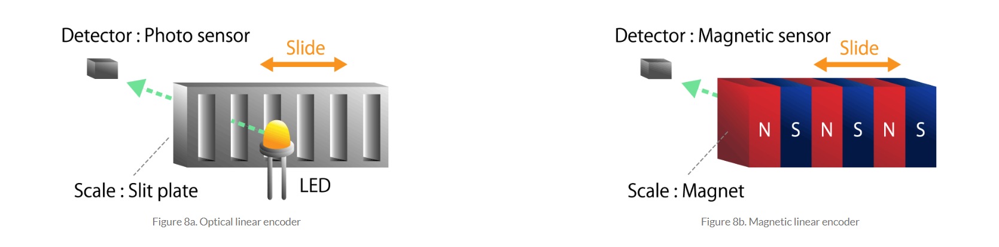 Detector : Photo sensor
Slide
LED
Scale : Slit plate
Figure 8a. Optical linear encoder
Detector : Magnetic sensor
Slide
N S N S N S
Scale : Magnet
Figure 8b. Magnetic linear encoder